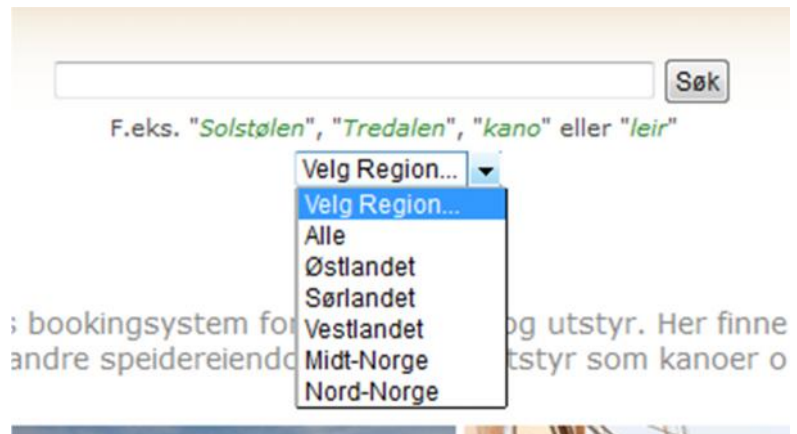 Søk
F.eks. "Solstølen", "Tredalen", "kano" eller "leir"
Velg Region...
Velg Region...
Alle
Østlandet
Sørlandet
bookingsystem for og utstyr. Her finne
Vestlandet
andre speidereiendo tstyr som kanoer o
Midt-Norge
Nord-Norge